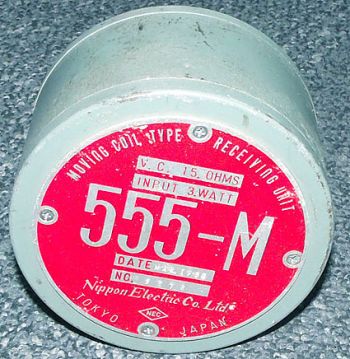 MOVING COIL TYPE RECEIVING UNIT
V. C. 15. OHMS
INPUT 3. WATT
555-M
DATE
NO.
Nippon Electric Co. Ltd.
NEC
TOKYO JAPAN